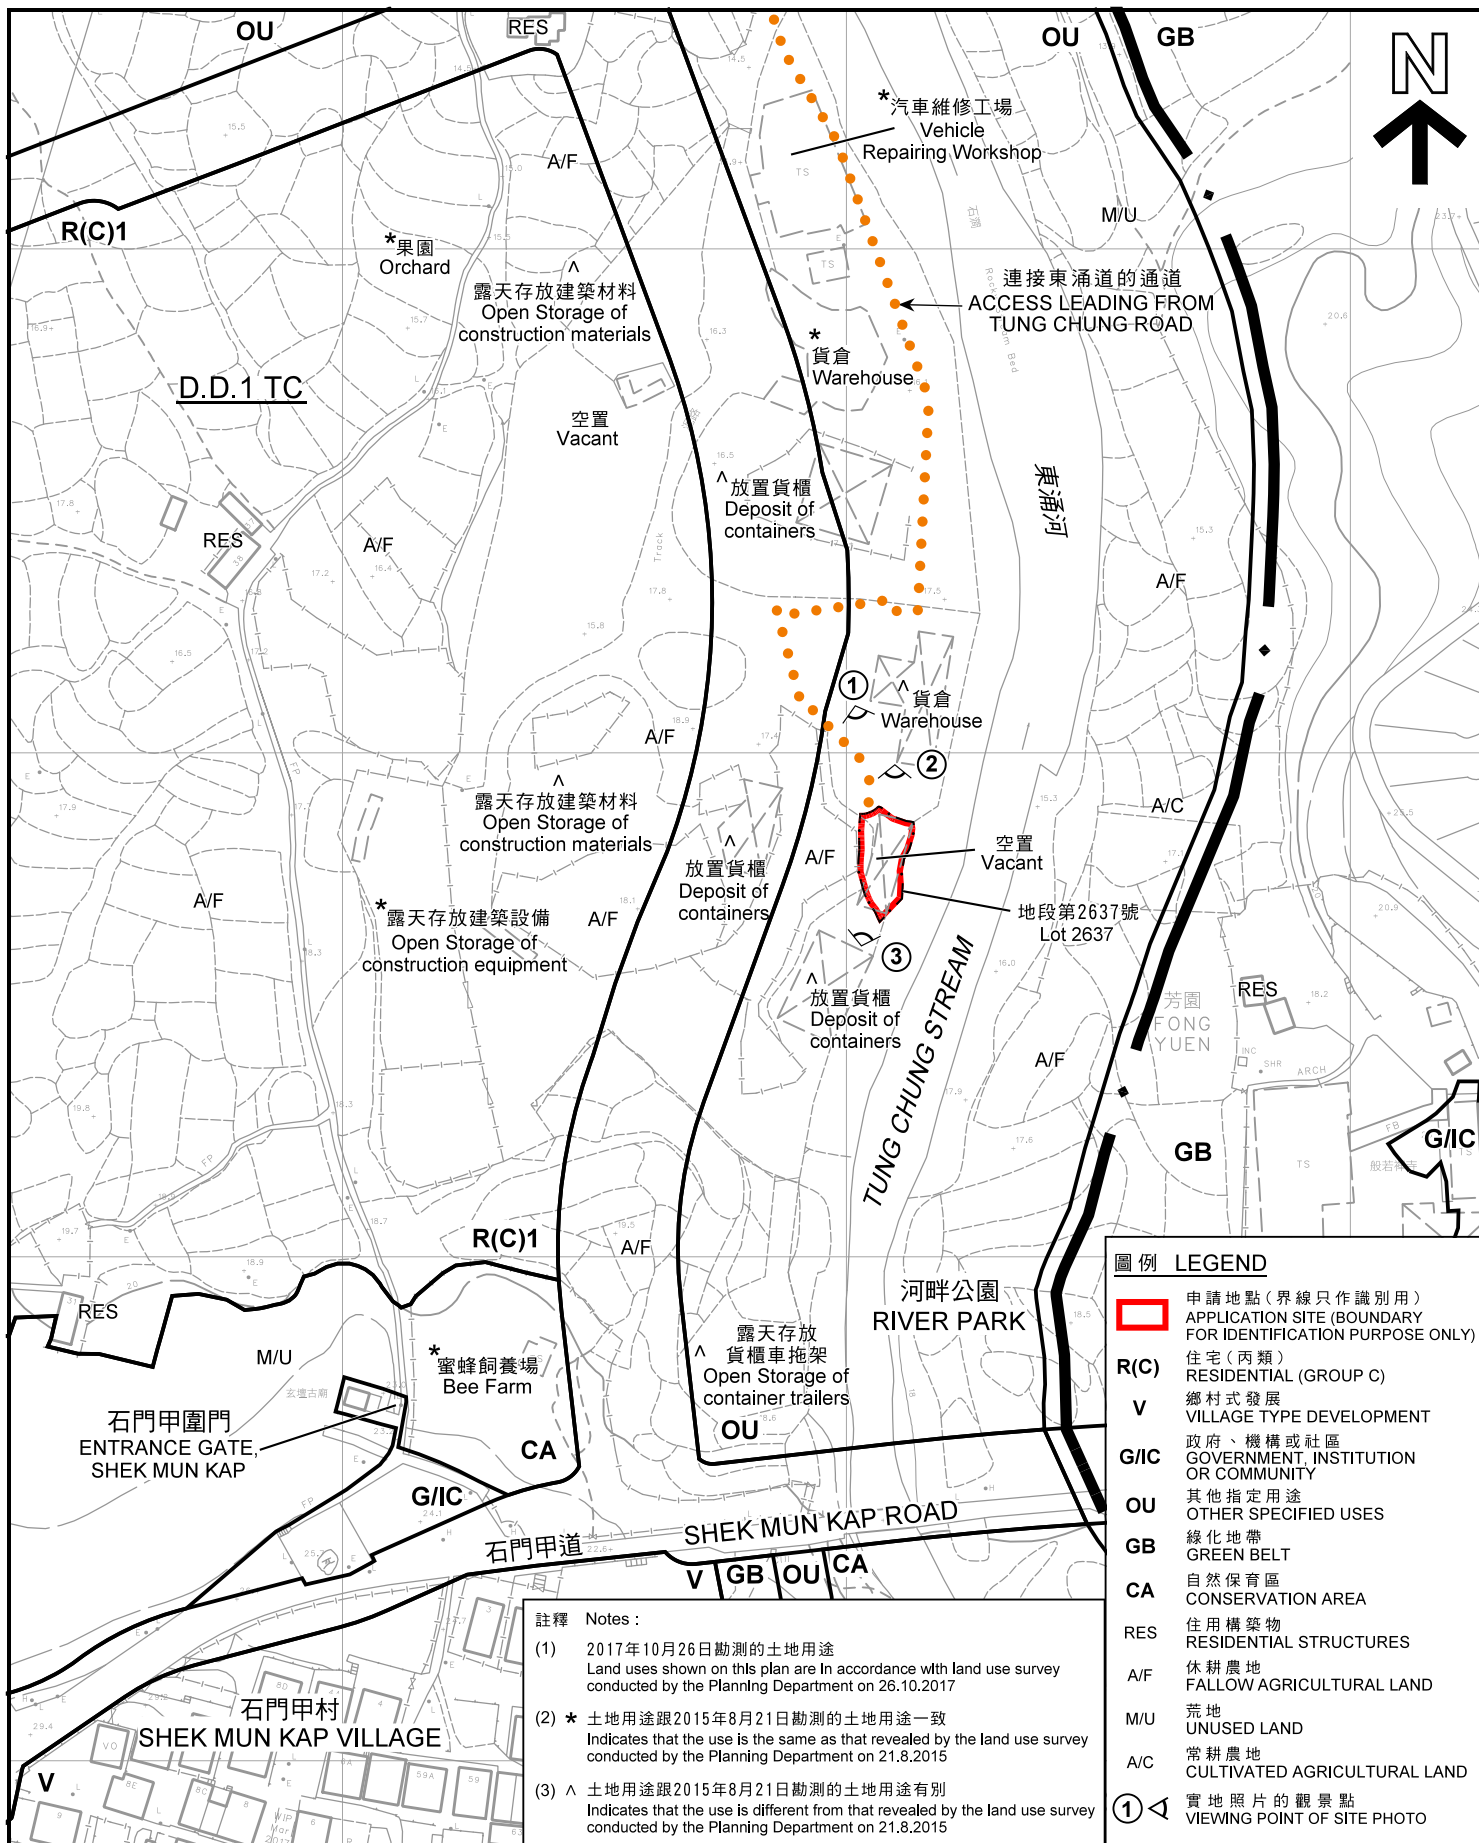 OU
RES
OU
GB
N
*汽車維修工場
Vehicle
Repairing Workshop
A/F
TS
R(C)1
*果園
Orchard
^
露天存放建築材料
Open Storage of
construction materials
M/U
石澗
連接東涌道的通道
ACCESS LEADING FROM
TUNG CHUNG ROAD
TS
*
貨倉
Warehouse
D.D.1 TC
空置
Vacant
^放置貨櫃
Deposit of
containers
東涌河
RES
A/F
Track
A/F
①
^貨倉
Warehouse
②
A/F
^
露天存放建築材料
Open Storage of
construction materials
A/C
空置
Vacant
^
放置貨櫃
Deposit of
containers
A/F
A/F
*露天存放建築設備
Open Storage of
construction equipment
A/F
地段第2637號
Lot 2637
③
^
放置貨櫃
Deposit of
containers
TUNG CHUNG STREAM
A/F
芳園
FONG
YUEN
RES
INC
SHR
ARCH
GB
G/IC
TS
般若禪寺
FP
R(C)1
A/F
河畔公園
RIVER PARK
RES
M/U
*蜜蜂飼養場
Bee Farm
^
露天存放
貨櫃車拖架
Open Storage of
container trailers
玄壇古廟
石門甲圍門
ENTRANCE GATE,
SHEK MUN KAP
CA
OU
G/IC
石門甲道
SHEK MUN KAP ROAD
V
GB
OU
CA
石門甲村
SHEK MUN KAP VILLAGE
V
註釋 Notes :
(1) 2017年10月26日勘測的土地用途
Land uses shown on this plan are in accordance with land use survey
conducted by the Planning Department on 26.10.2017
(2) * 土地用途跟2015年8月21日勘測的土地用途一致
Indicates that the use is the same as that revealed by the land use survey
conducted by the Planning Department on 21.8.2015
(3) ^ 土地用途跟2015年8月21日勘測的土地用途有別
Indicates that the use is different from that revealed by the land use survey
conducted by the Planning Department on 21.8.2015
圖例 LEGEND
申請地點(界線只作識別用)
APPLICATION SITE (BOUNDARY
FOR IDENTIFICATION PURPOSE ONLY)
R(C) 住宅(丙類)
RESIDENTIAL (GROUP C)
V 鄉村式發展
VILLAGE TYPE DEVELOPMENT
G/IC 政府、機構或社區
GOVERNMENT, INSTITUTION
OR COMMUNITY
OU 其他指定用途
OTHER SPECIFIED USES
GB 綠化地帶
GREEN BELT
CA 自然保育區
CONSERVATION AREA
RES 住用構築物
RESIDENTIAL STRUCTURES
A/F 休耕農地
FALLOW AGRICULTURAL LAND
M/U 荒地
UNUSED LAND
A/C 常耕農地
CULTIVATED AGRICULTURAL LAND
① 實地照片的觀景點
VIEWING POINT OF SITE PHOTO